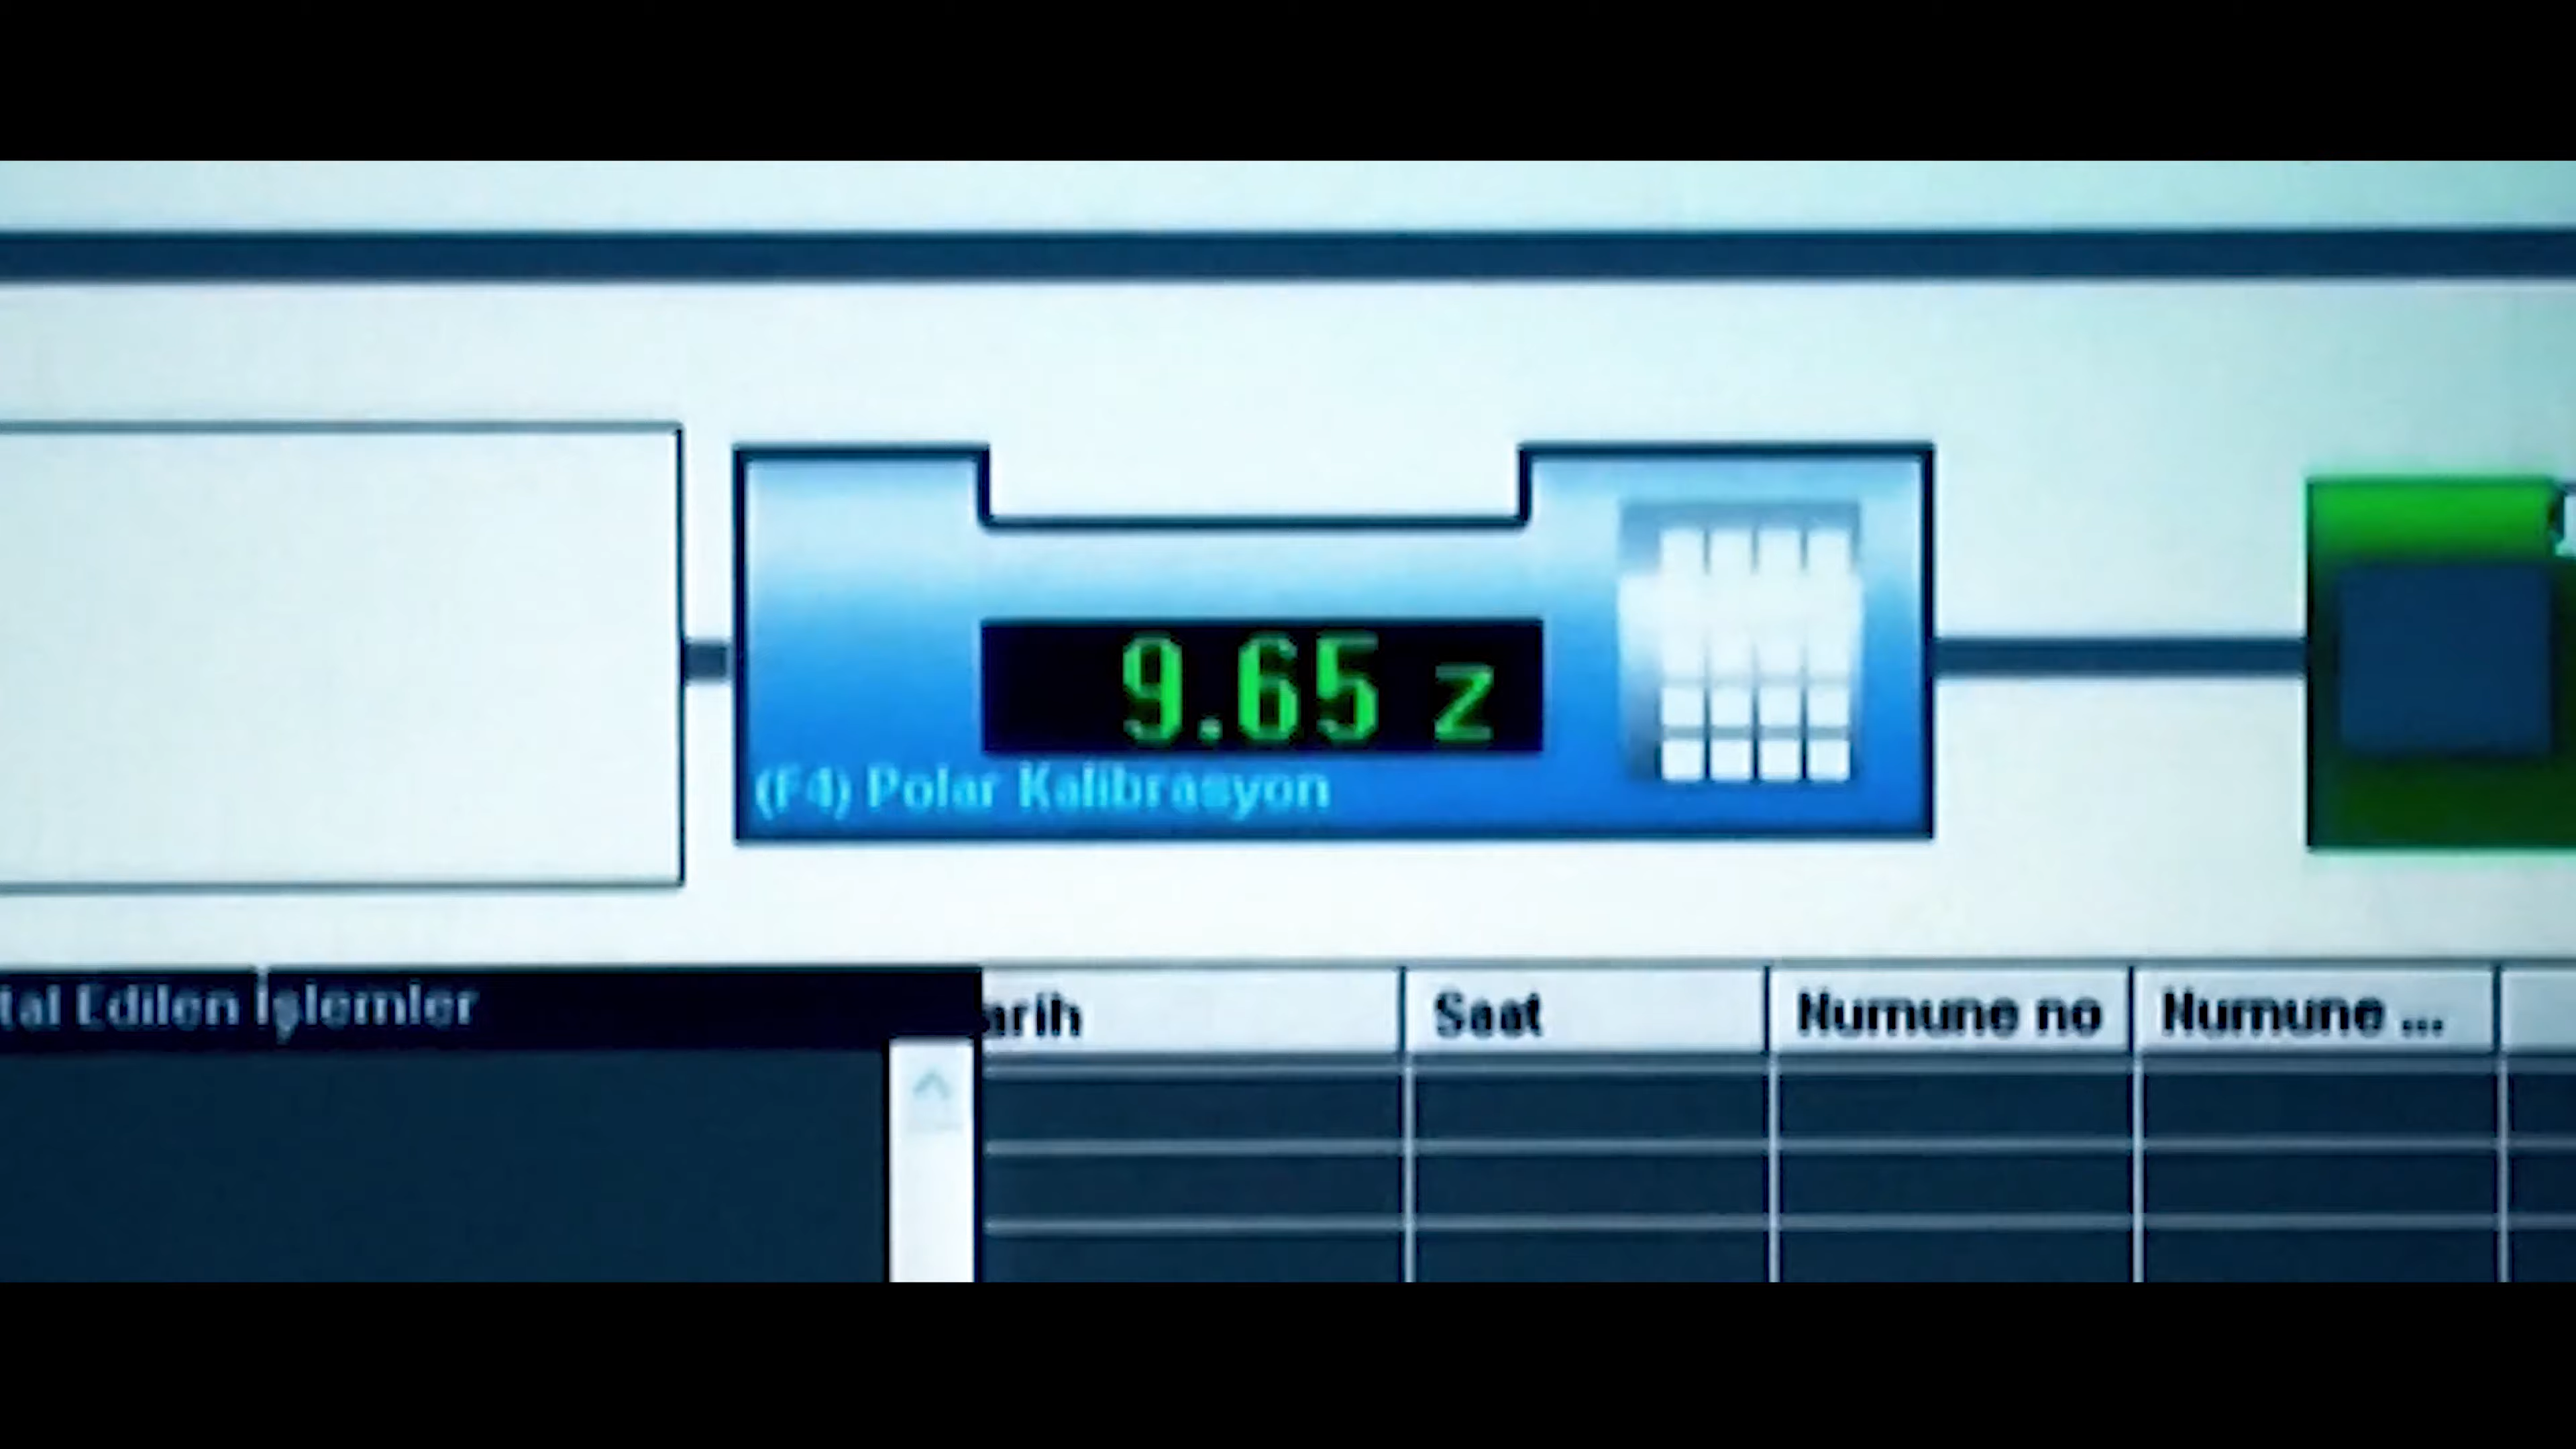 9.65 z
(F4) Polar Kalibrasyon
tal Edilen İşlemler
arih Saat Numune no Numune ...